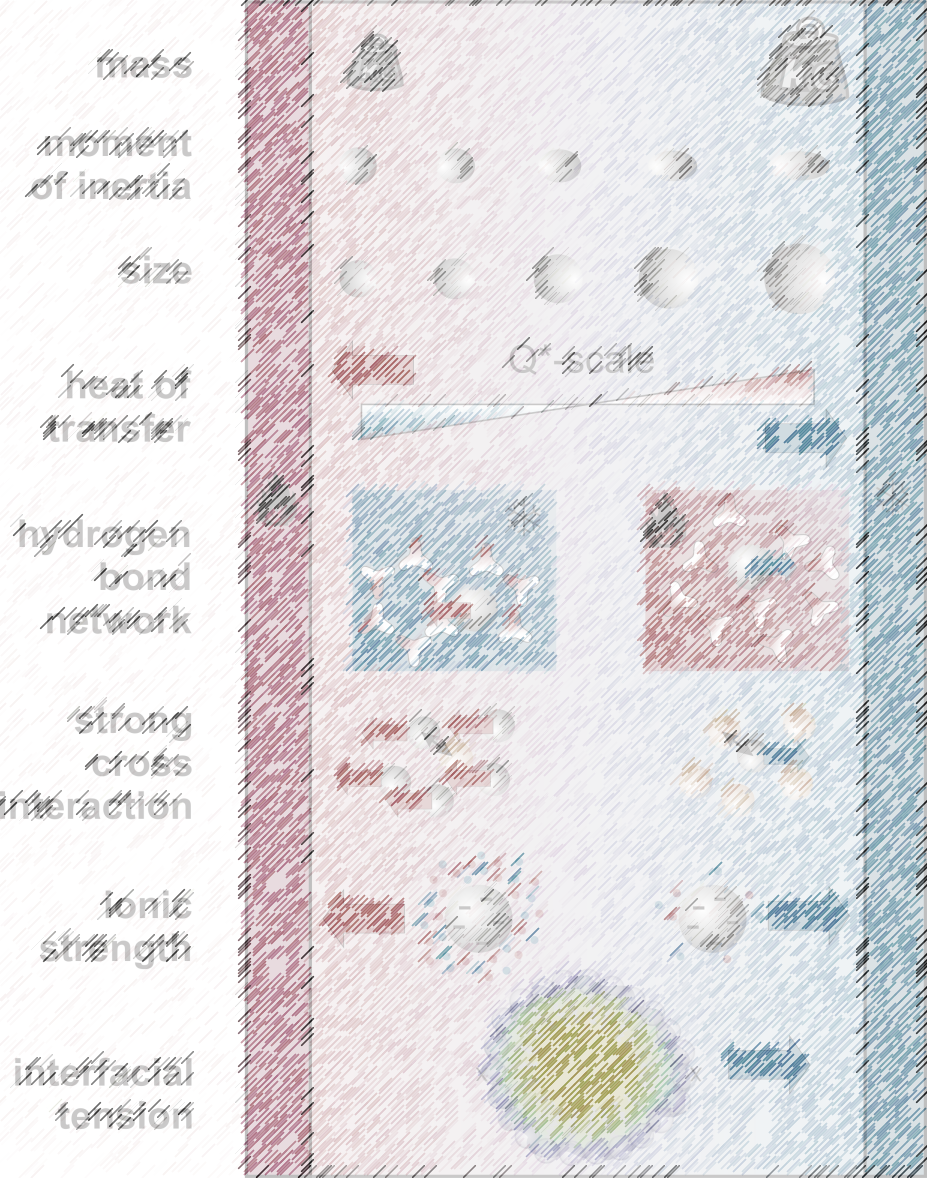 mass
moment
of inertia
size
Q*-scale
heat of
transfer
hydrogen
bond
network
strong
cross
interaction
ionic
strength
- -
- -
interfacial
tension